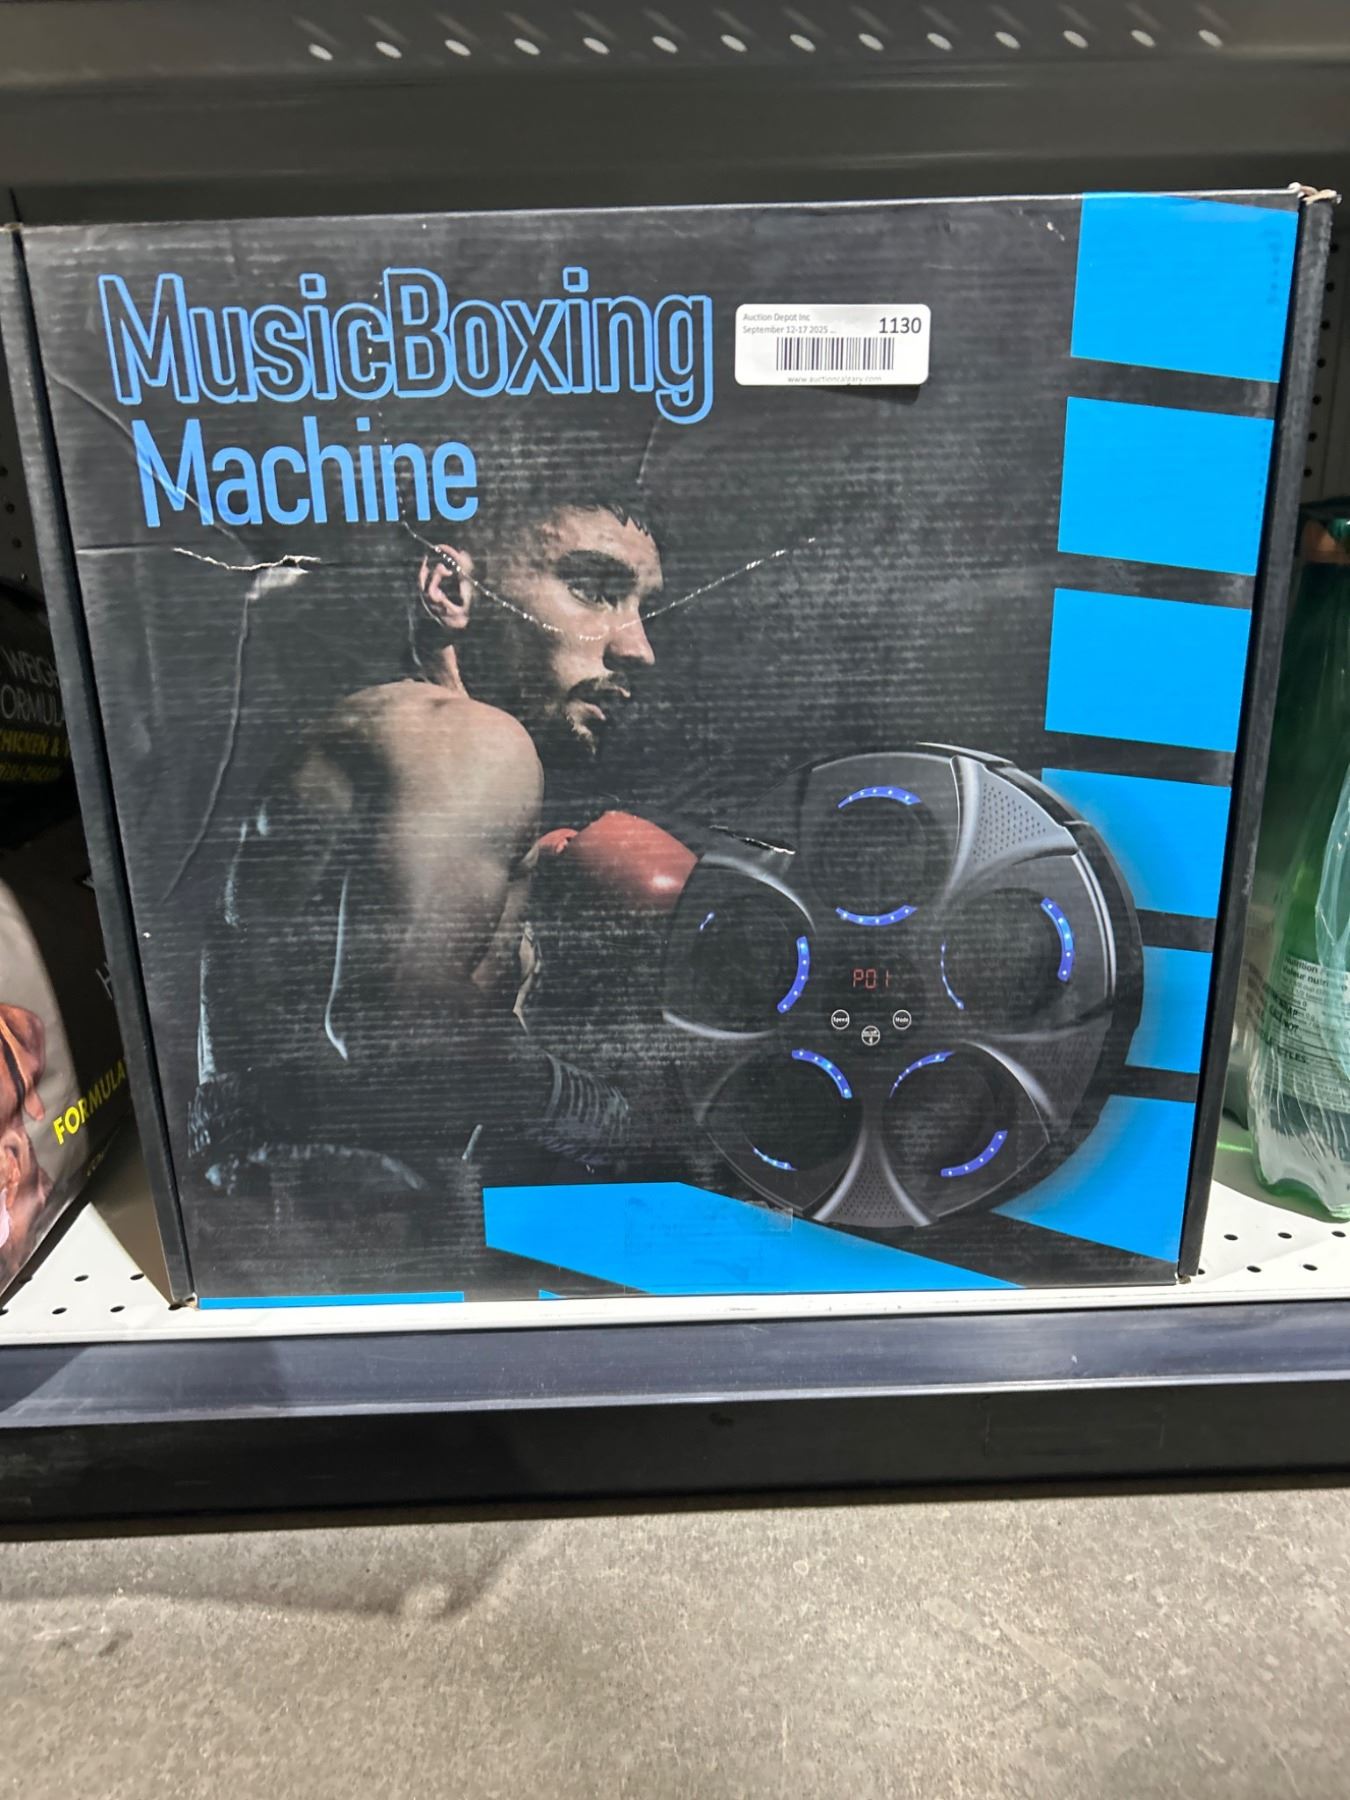 MusicBoxing
Machine
Auction Depot Inc
September 12-17 2025 ...
1130
www.auctioncalgary.com
P01
Speed
Mode
FORMULA